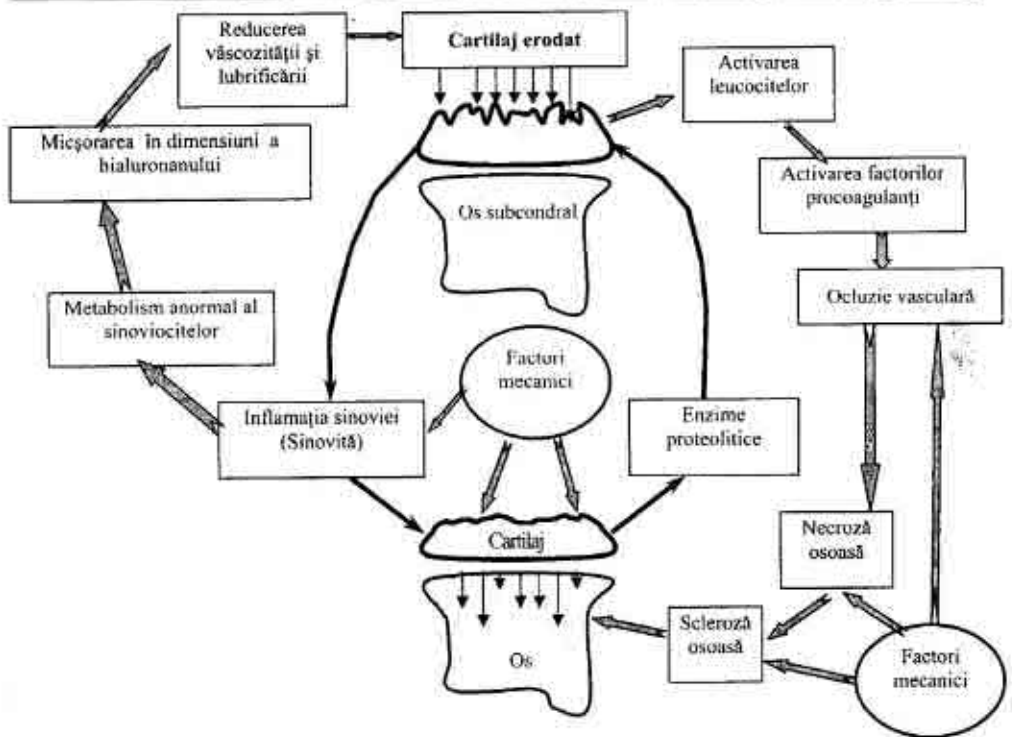 Reducerea
vâscozității și
lubrificării
Cartilaj erodat
Activarea
leucocitelor
Micșorarea în dimensiuni a
bialuronanului
Activarea factorilor
procoagulanți
Os subcondral
Ocluzie vasculară
Metabolism anormal al
sinoviocitelor
Factori
mecanici
Inflamația sinoviei
(Sinovită)
Enzime
proteolitice
Cartilaj
Necroză
osoasă
Scleroză
osoasă
Os
Factori
mecanici